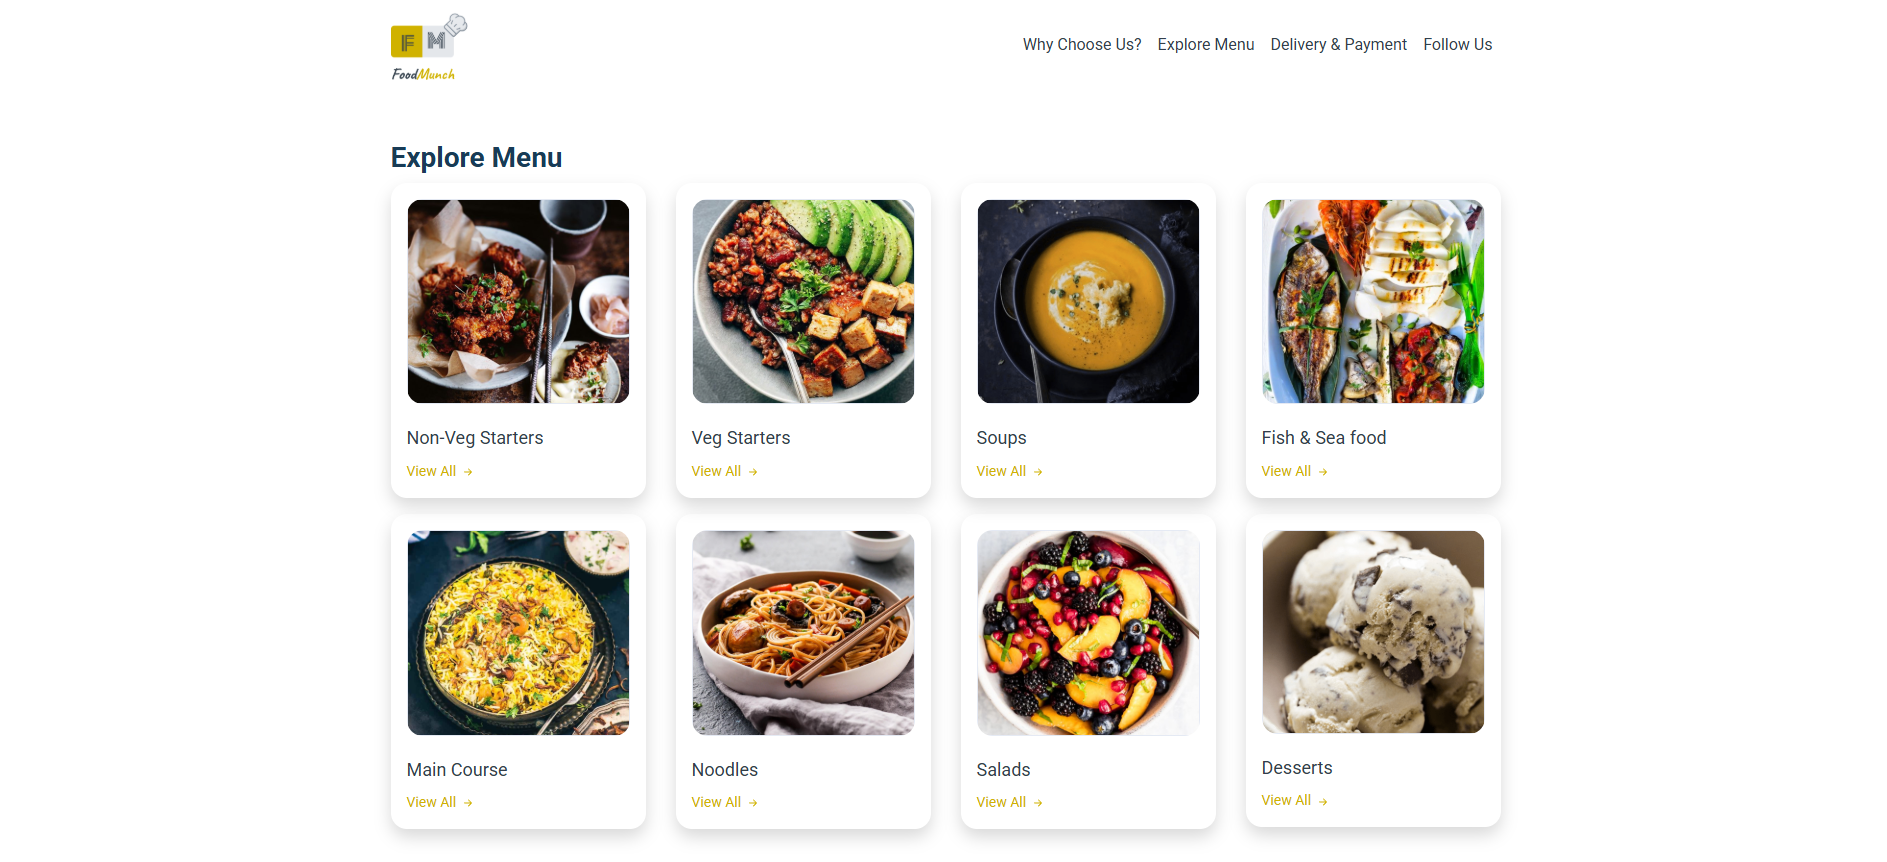 F M
FoodMunch
Why Choose Us? Explore Menu Delivery & Payment Follow Us
Explore Menu
Non-Veg Starters
View All →
Veg Starters
View All →
Soups
View All →
Fish & Sea food
View All →
Main Course
View All →
Noodles
View All →
Salads
View All →
Desserts
View All →